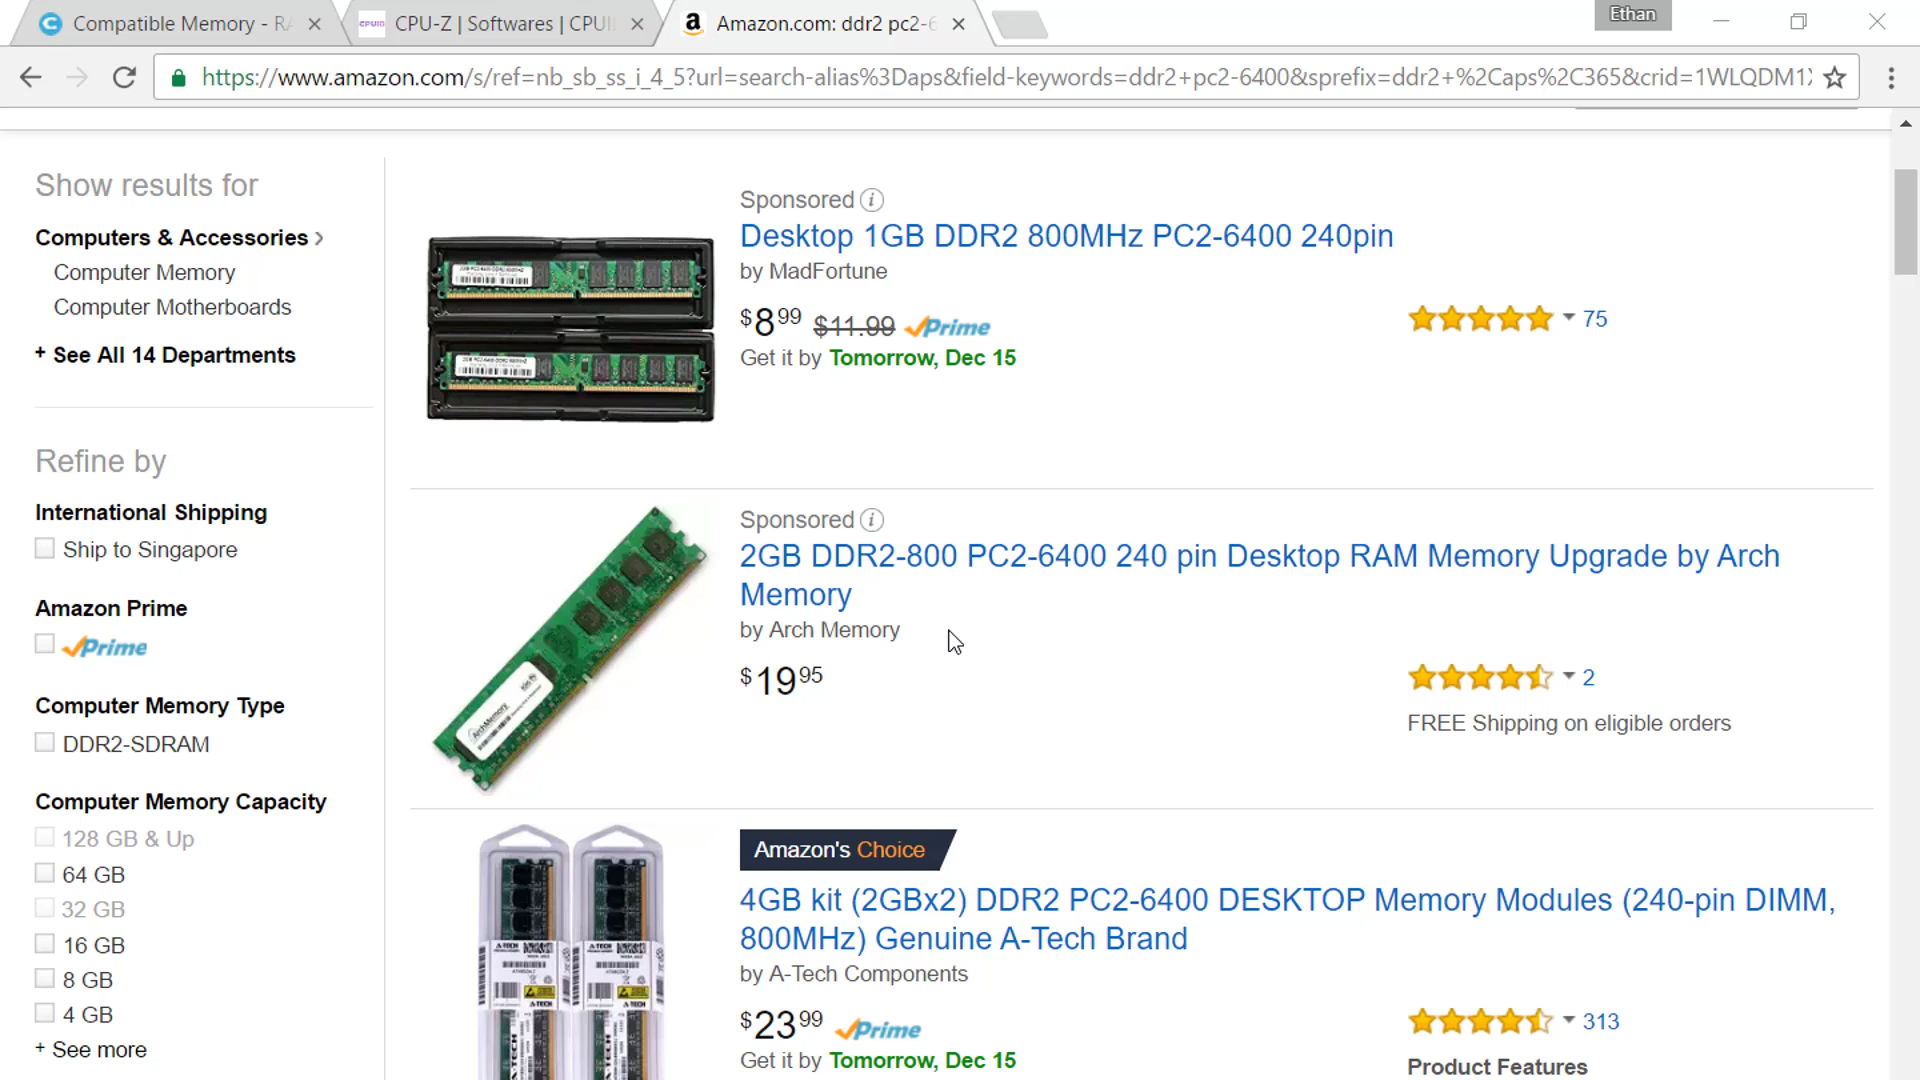 Compatible Memory - RA
CPU-Z | Softwares | CPUI
Amazon.com: ddr2 pc2-6
Ethan
https://www.amazon.com/s/ref=nb_sb_ss_i_4_5?url=search-alias%3Daps&field-keywords=ddr2+pc2-6400&sprefix=ddr2+%2Caps%2C365&crid=1WLQDM1X
Show results for
Computers & Accessories
Computer Memory
Computer Motherboards
+ See All 14 Departments
Refine by
International Shipping
Ship to Singapore
Amazon Prime
Prime
Computer Memory Type
DDR2-SDRAM
Computer Memory Capacity
128 GB & Up
64 GB
32 GB
16 GB
8 GB
4 GB
+ See more
Sponsored
Desktop 1GB DDR2 800MHz PC2-6400 240pin
by MadFortune
$8.99 $11.99 Prime
75
Get it by Tomorrow, Dec 15
Sponsored
2GB DDR2-800 PC2-6400 240 pin Desktop RAM Memory Upgrade by Arch
Memory
by Arch Memory
$19.95
2
FREE Shipping on eligible orders
ArchMemory
Amazon's Choice
4GB kit (2GBx2) DDR2 PC2-6400 DESKTOP Memory Modules (240-pin DIMM,
800MHz) Genuine A-Tech Brand
by A-Tech Components
$23.99 Prime
313
Get it by Tomorrow, Dec 15
Product Features
A-TECH
A-TECH